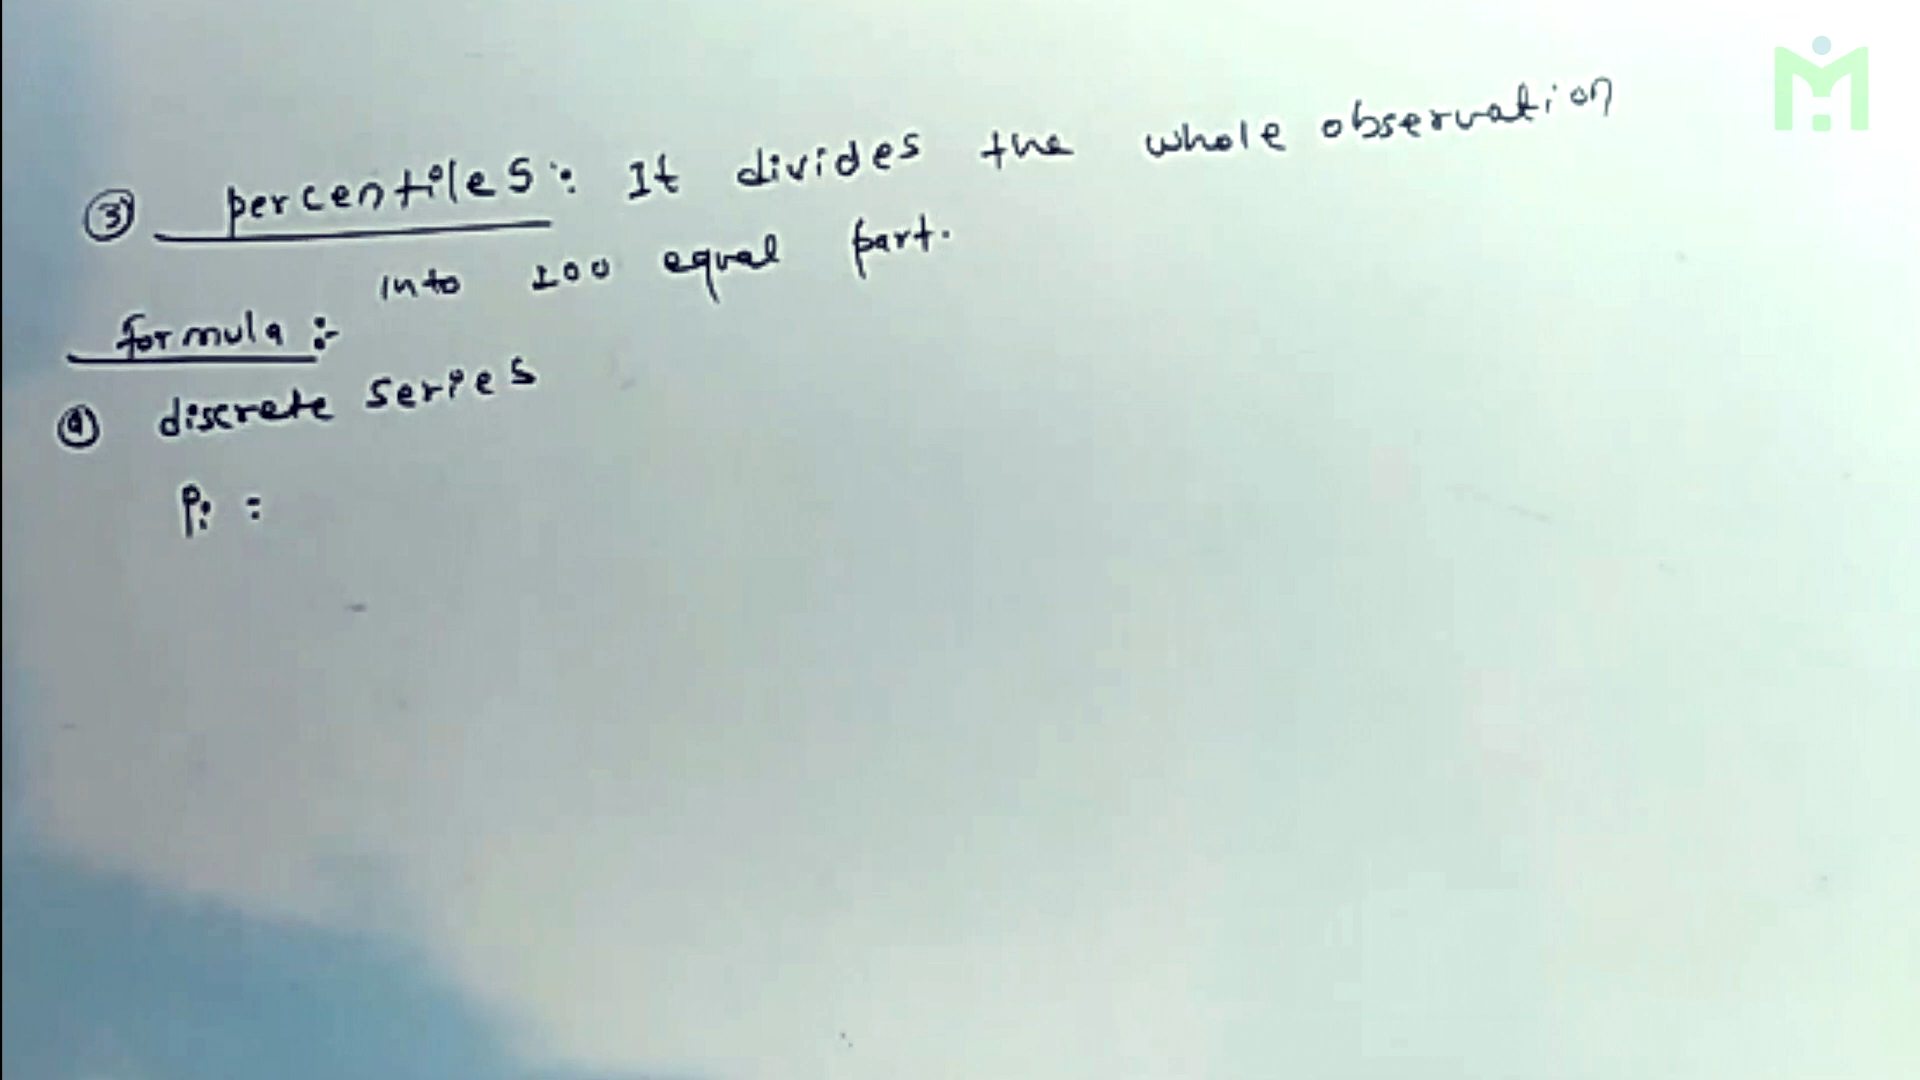 ③ percentiles : It divides the whole observation
into 100 equal part.
formula :-
ⓐ discrete series
Pi =